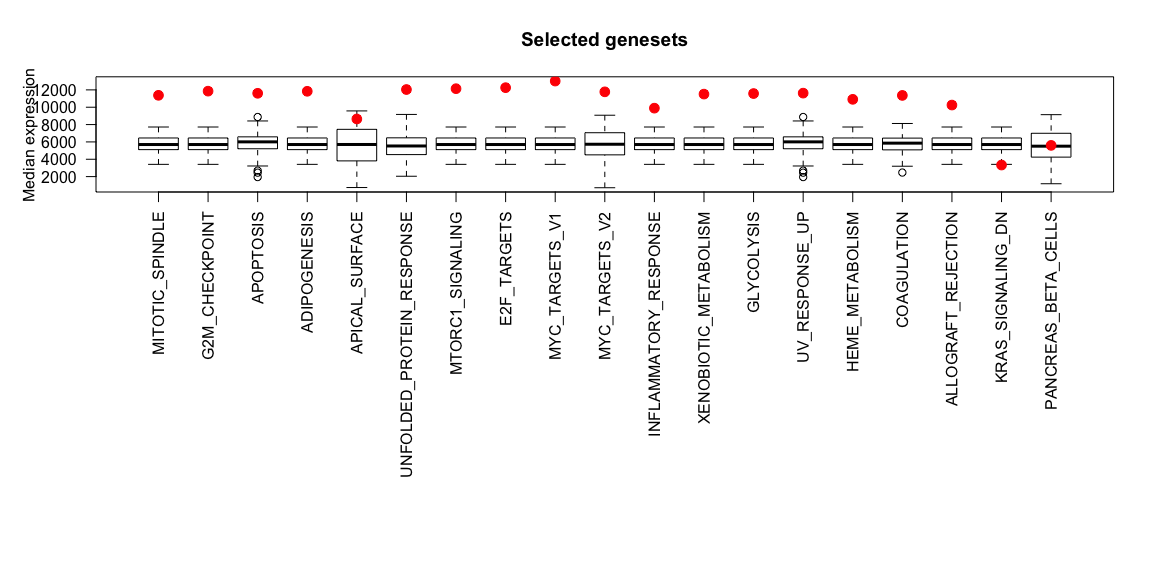 Selected genesets
Median expression
12000
10000
8000
6000
4000
2000
MITOTIC_SPINDLE
G2M_CHECKPOINT
APOPTOSIS
ADIPOGENESIS
APICAL_SURFACE
UNFOLDED_PROTEIN_RESPONSE
MTORC1_SIGNALING
E2F_TARGETS
MYC_TARGETS_V1
MYC_TARGETS_V2
INFLAMMATORY_RESPONSE
XENOBIOTIC_METABOLISM
GLYCOLYSIS
UV_RESPONSE_UP
HEME_METABOLISM
COAGULATION
ALLOGRAFT_REJECTION
KRAS_SIGNALING_DN
PANCREAS_BETA_CELLS